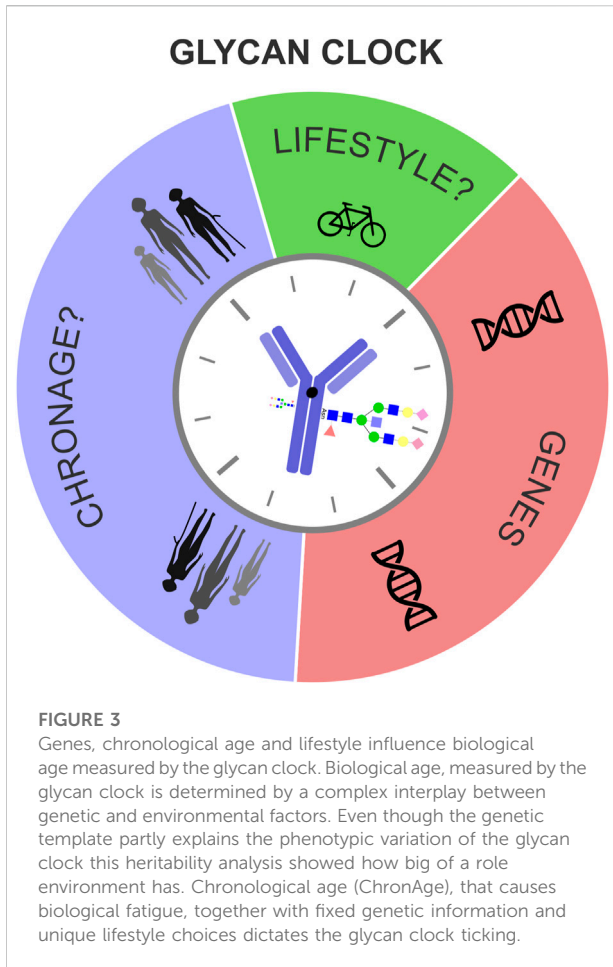 GLYCAN CLOCK
LIFESTYLE?
CHRONAGE?
GENES
Asn
FIGURE 3
Genes, chronological age and lifestyle influence biological
age measured by the glycan clock. Biological age, measured by the
glycan clock is determined by a complex interplay between
genetic and environmental factors. Even though the genetic
template partly explains the phenotypic variation of the glycan
clock this heritability analysis showed how big of a role
environment has. Chronological age (ChronAge), that causes
biological fatigue, together with fixed genetic information and
unique lifestyle choices dictates the glycan clock ticking.